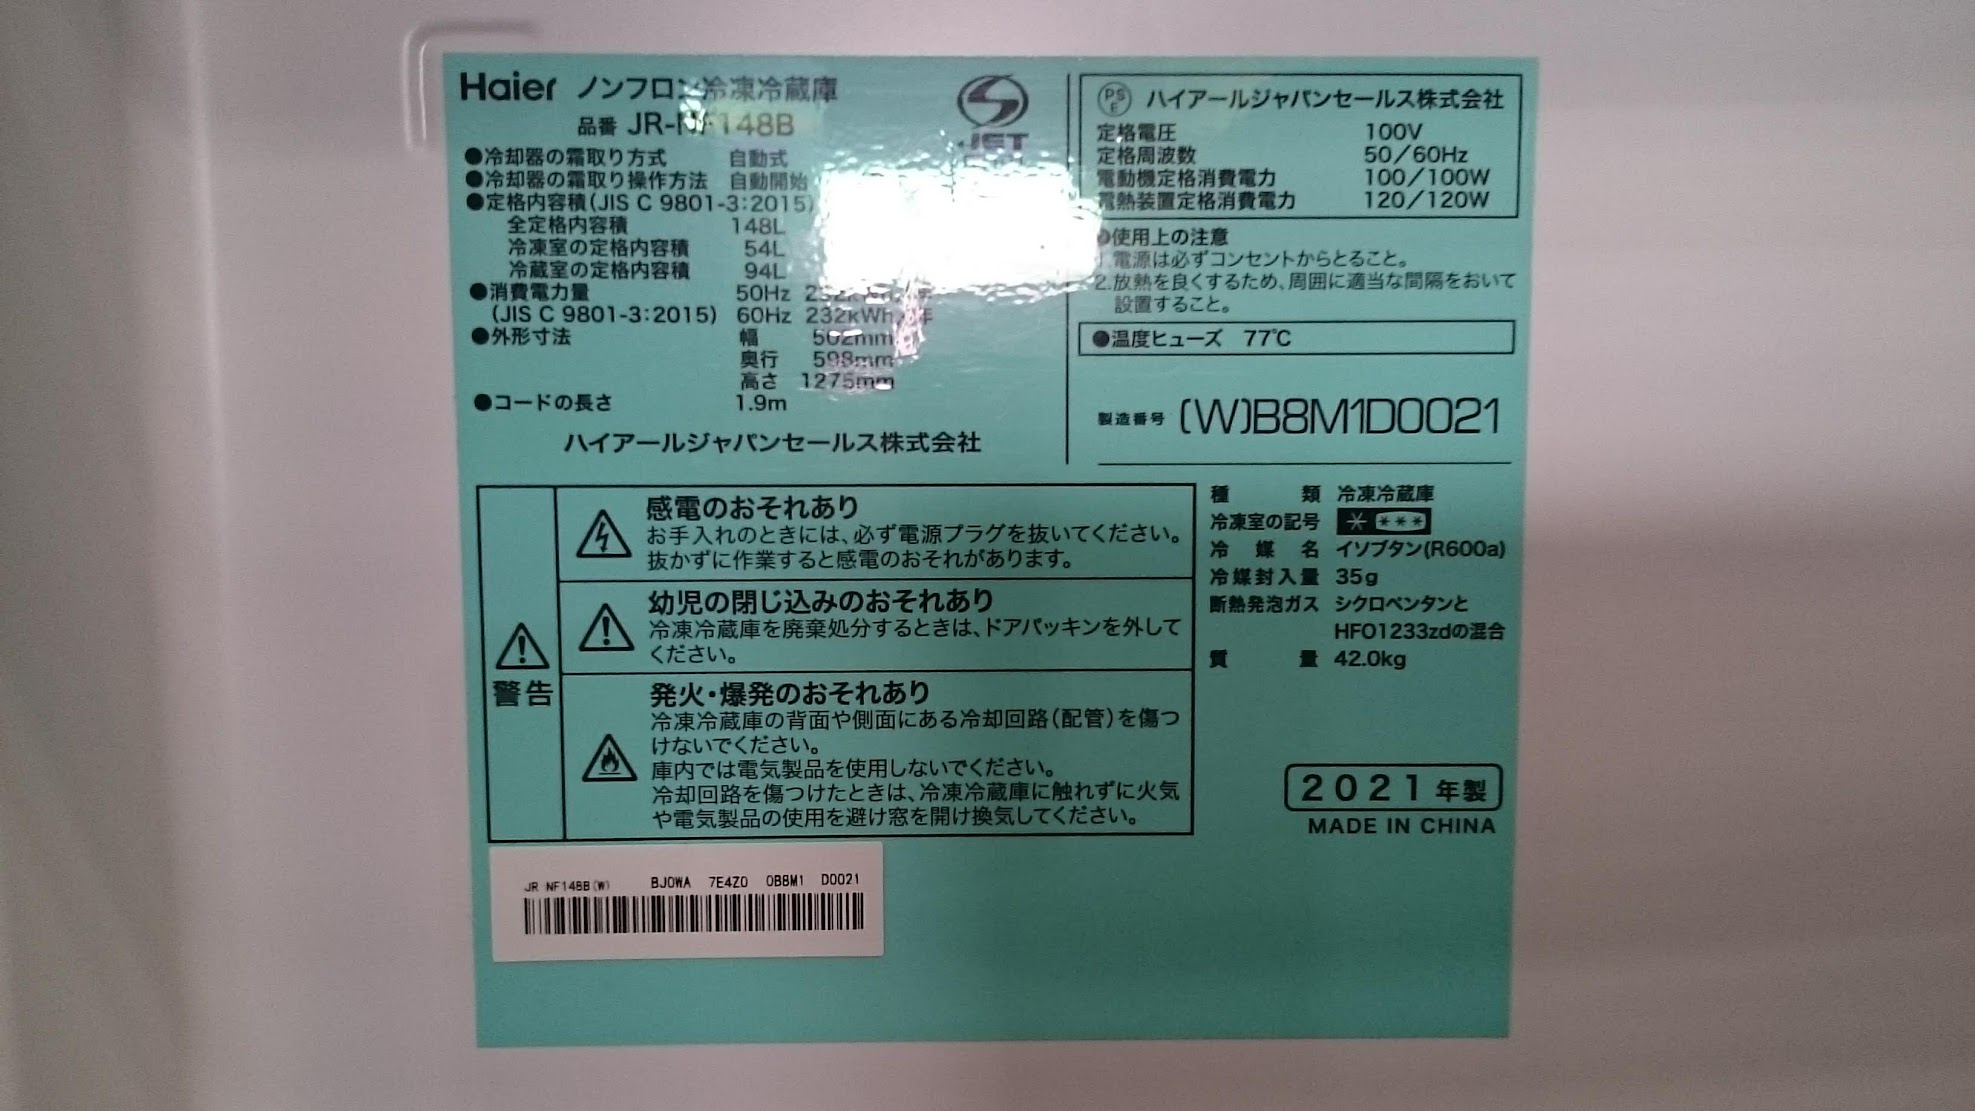 Haier ノンフロン冷凍冷蔵庫
品番 JR-NF148B
●冷却器の霜取り方式 自動式
●冷却器の霜取り操作方法 自動開始
●定格内容積(JIS C 9801-3:2015)
全定格内容積 148L
冷凍室の定格内容積 54L
冷蔵室の定格内容積 94L
●消費電力量 50Hz
(JIS C 9801-3:2015) 60Hz 232kWh/年
●外形寸法 幅 502mm
奥行 598mm
高さ 1275mm
●コードの長さ 1.9m
ハイアールジャパンセールス株式会社
JET
PS
E
ハイアールジャパンセールス株式会社
定格電圧 100V
定格周波数 50/60Hz
電動機定格消費電力 100/100W
電熱装置定格消費電力 120/120W
●使用上の注意
1.電源は必ずコンセントからとること。
2.放熱を良くするため、周囲に適当な間隔をおいて
設置すること。
●温度ヒューズ 77℃
製造番号 (W)B8M1D0021
警告
感電のおそれあり
お手入れのときには、必ず電源プラグを抜いてください。
抜かずに作業すると感電のおそれがあります。
幼児の閉じ込みのおそれあり
冷凍冷蔵庫を廃棄処分するときは、ドアパッキンを外して
ください。
発火・爆発のおそれあり
冷凍冷蔵庫の背面や側面にある冷却回路(配管)を傷つ
けないでください。
庫内では電気製品を使用しないでください。
冷却回路を傷つけたときは、冷凍冷蔵庫に触れずに火気
や電気製品の使用を避け窓を開け換気してください。
種類 冷凍冷蔵庫
冷凍室の記号 * ***
冷媒名 イソブタン(R600a)
冷媒封入量 35g
断熱発泡ガス シクロペンタンと
HFO1233zdの混合
質量 42.0kg
2021年製
MADE IN CHINA
JR-NF148B(W) BJ0WA 7E4Z0 0B8M1 D0021